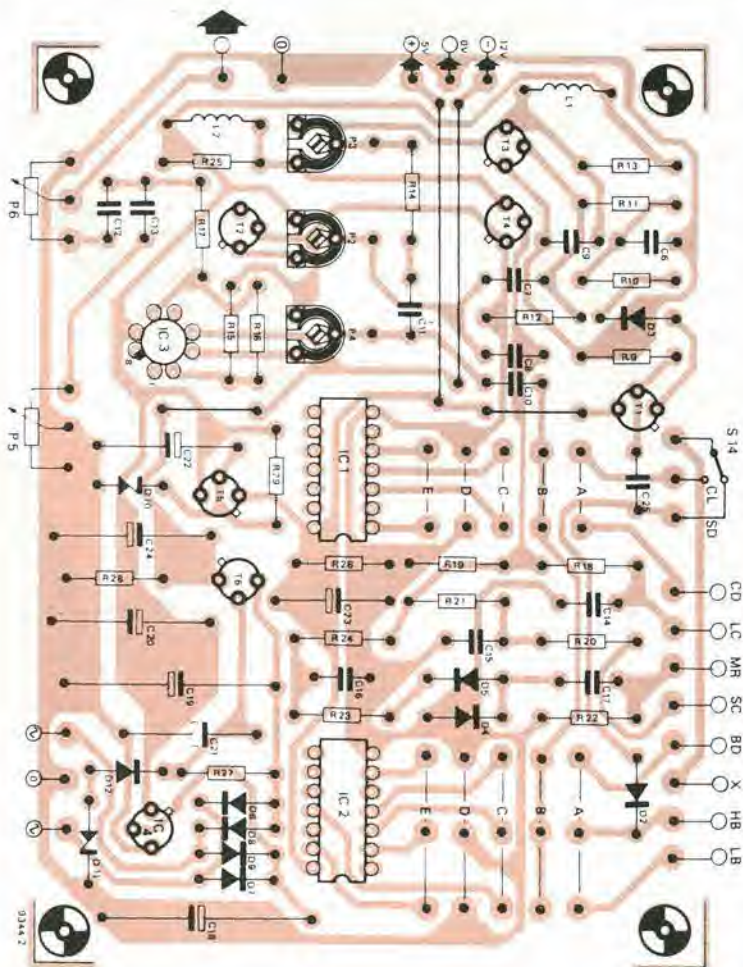 0
5V
0V
12V
+
-
L1
L2
R25
P3
T3
R13
R14
R11
P6
C12
C13
R17
T2
P2
T4
C9
C6
C7
R10
IC 3
8
1
R15
R16
P4
C11
R12
D3
C8
C10
R9
T1
S 14
CL
SD
P5
C22
R29
IC 1
E
D
C
B
A
C25
D10
T5
C24
R26
T6
R28
R19
R18
CD
C23
R21
C14
LC
C20
R24
C15
R20
MR
C19
C16
D5
C17
SC
R23
D4
R22
C21
BD
D12
R27
IC 2
E
D
C
B
A
D2
X
0
IC
4
D6
D8
D9
D7
HB
D11
LB
C18
9344 2